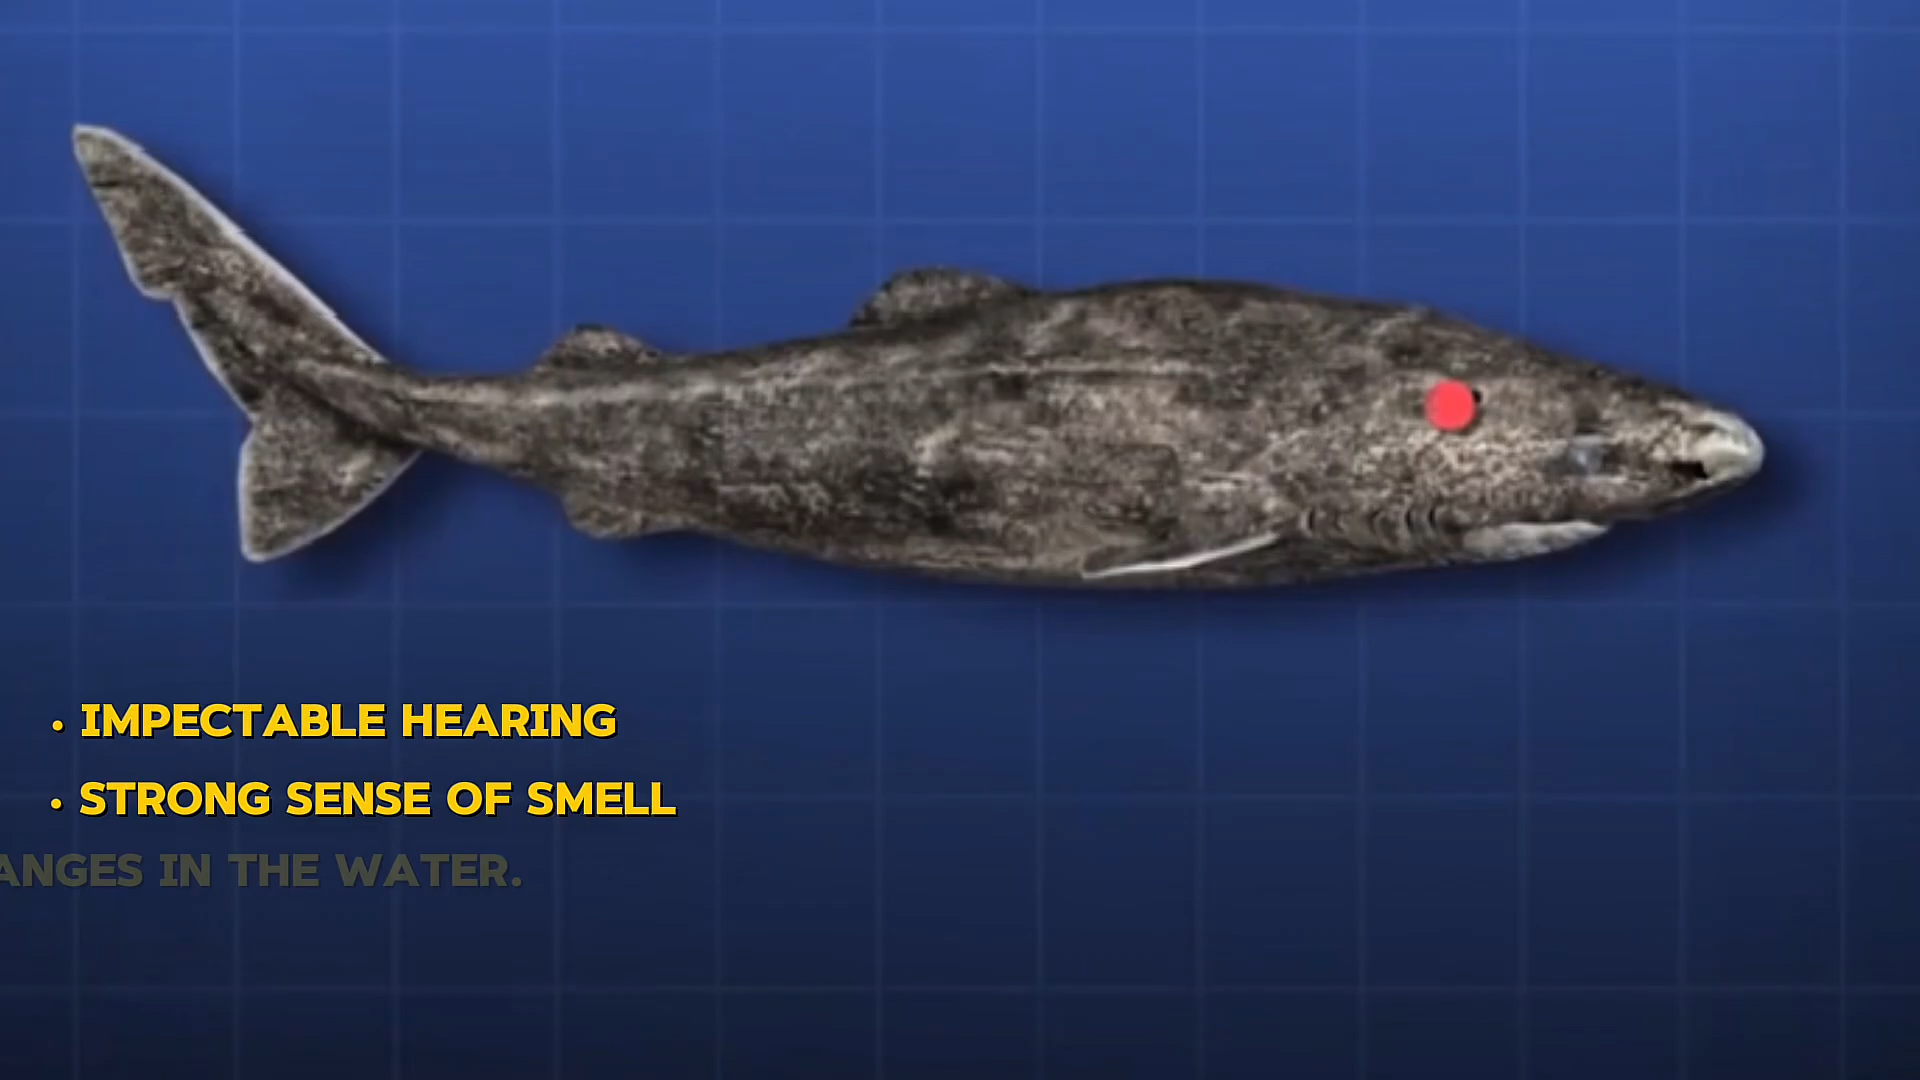 • IMPECTABLE HEARING
• STRONG SENSE OF SMELL
ANGES IN THE WATER.